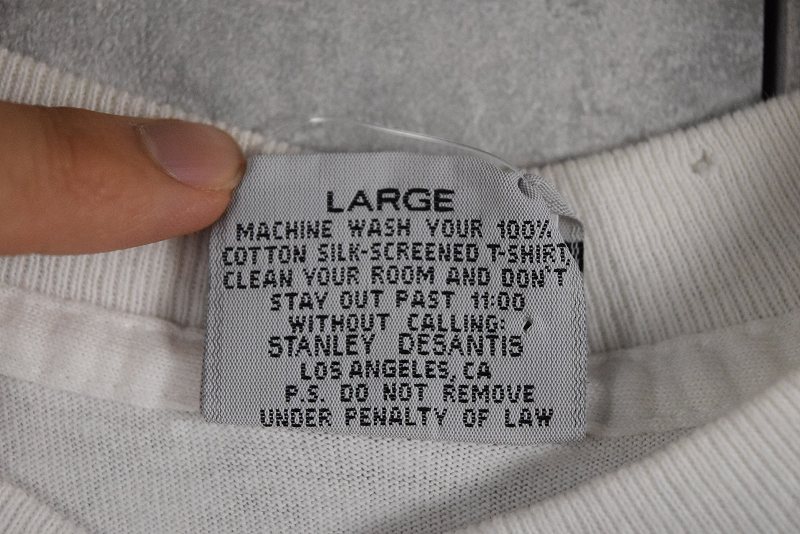 LARGE
MACHINE WASH YOUR 100%
COTTON SILK-SCREENED T-SHIRT,
CLEAN YOUR ROOM AND DON'T
STAY OUT PAST 11:00
WITHOUT CALLING:
STANLEY DESANTIS
LOS ANGELES, CA
P.S. DO NOT REMOVE
UNDER PENALTY OF LAW